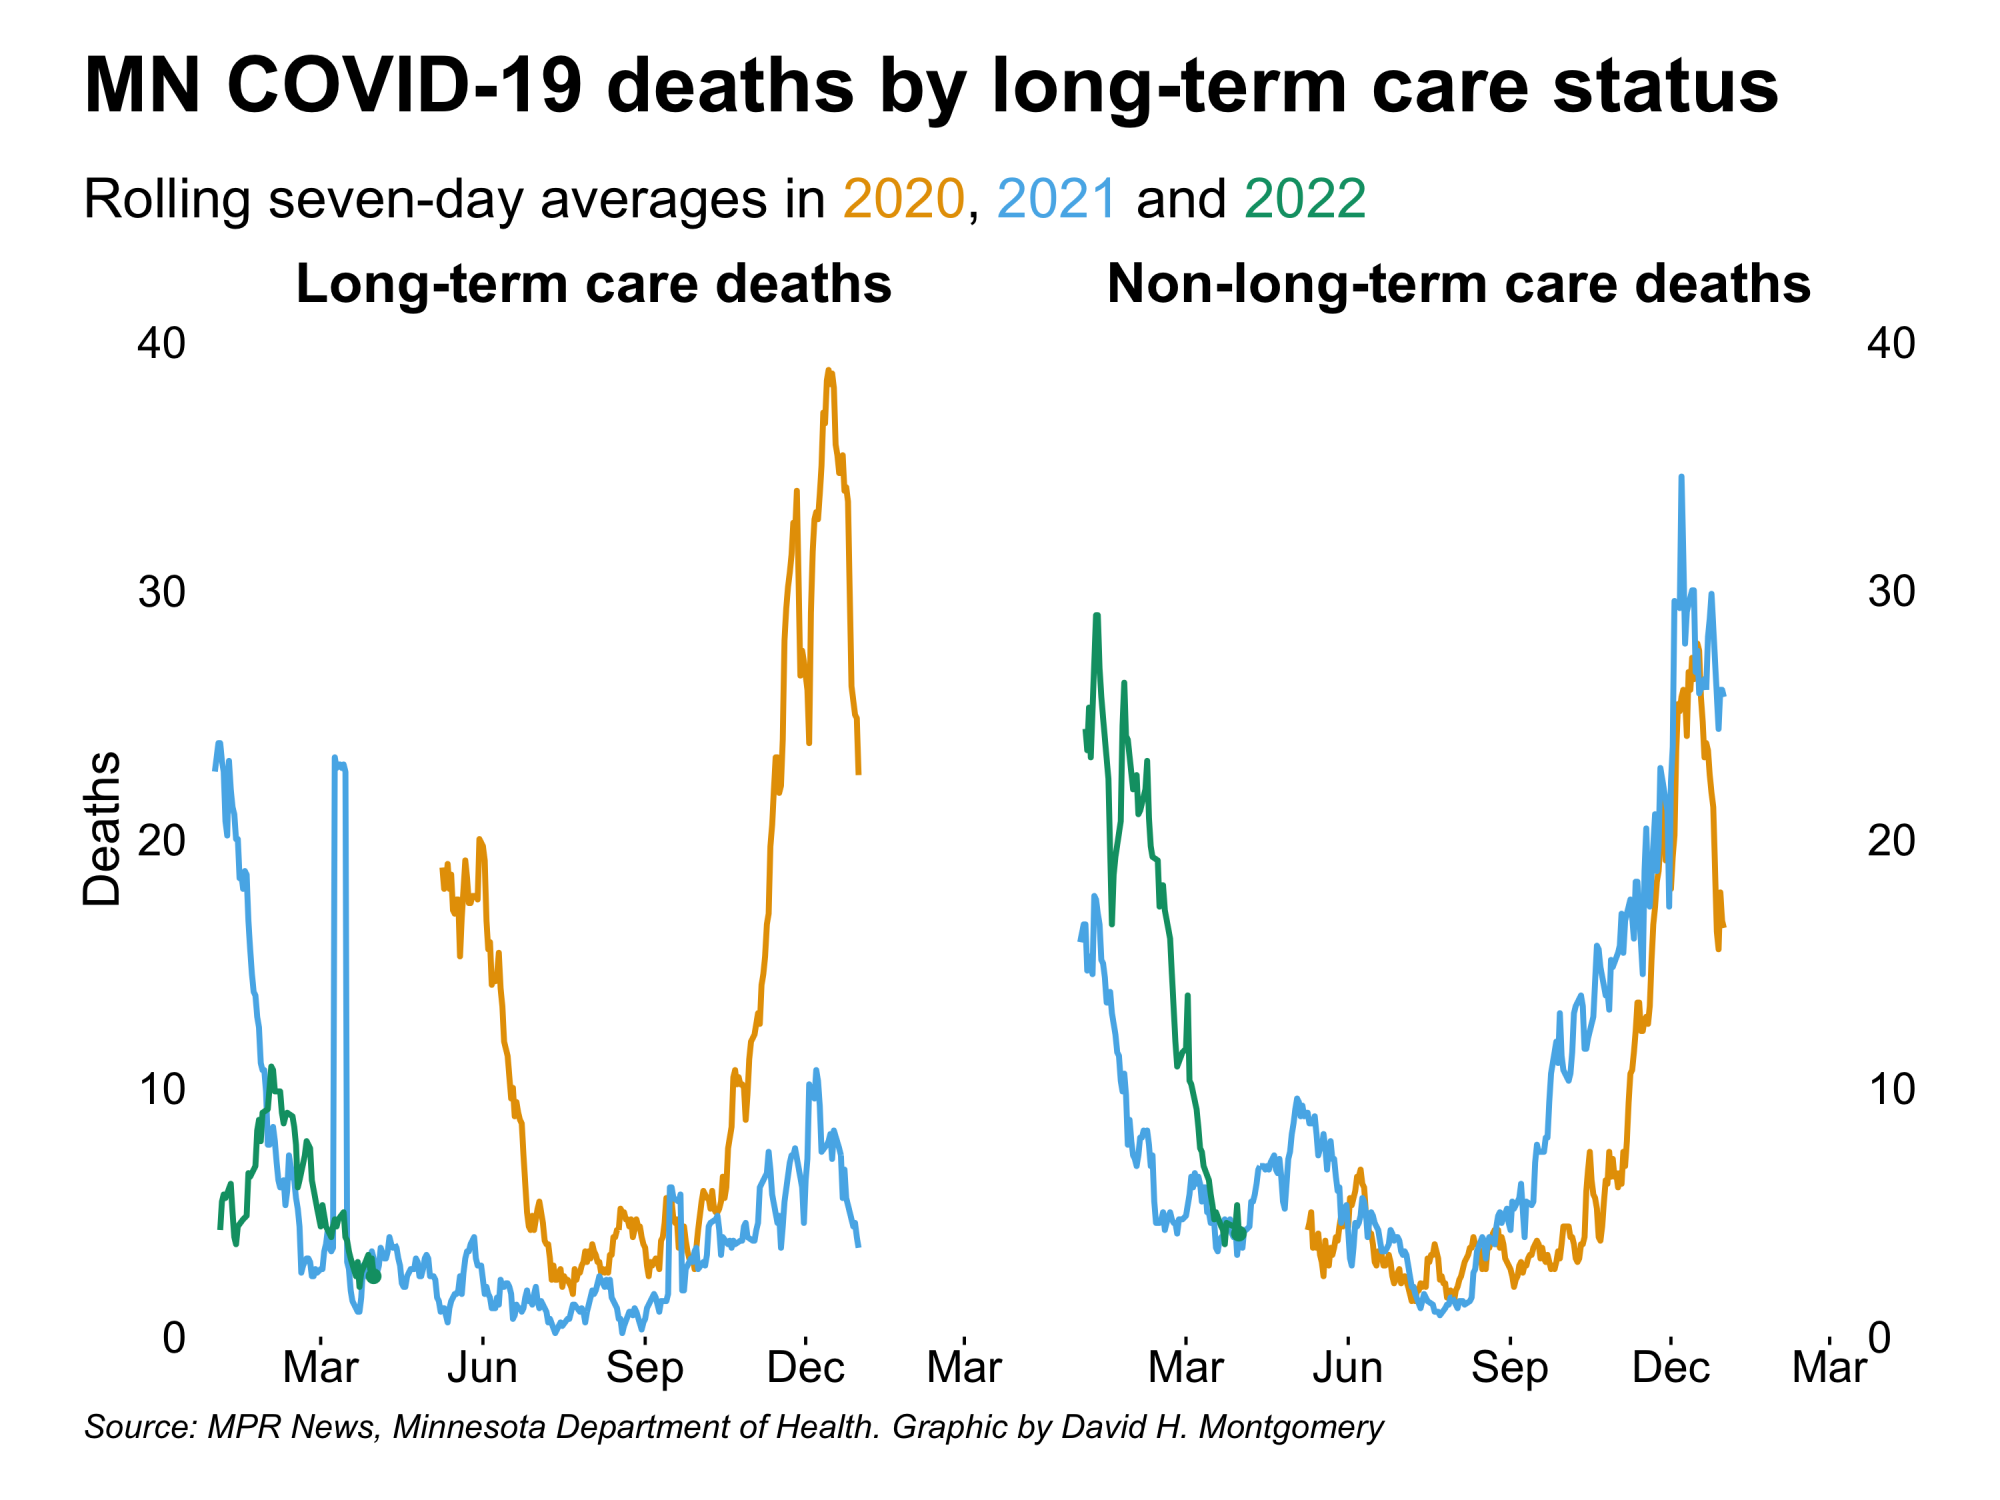 MN COVID-19 deaths by long-term care status
Rolling seven-day averages in 2020, 2021 and 2022
Long-term care deaths
Non-long-term care deaths
40
30
20
10
0
Deaths
40
30
20
10
0
Mar Jun Sep Dec Mar
Mar Jun Sep Dec Mar
Source: MPR News, Minnesota Department of Health. Graphic by David H. Montgomery